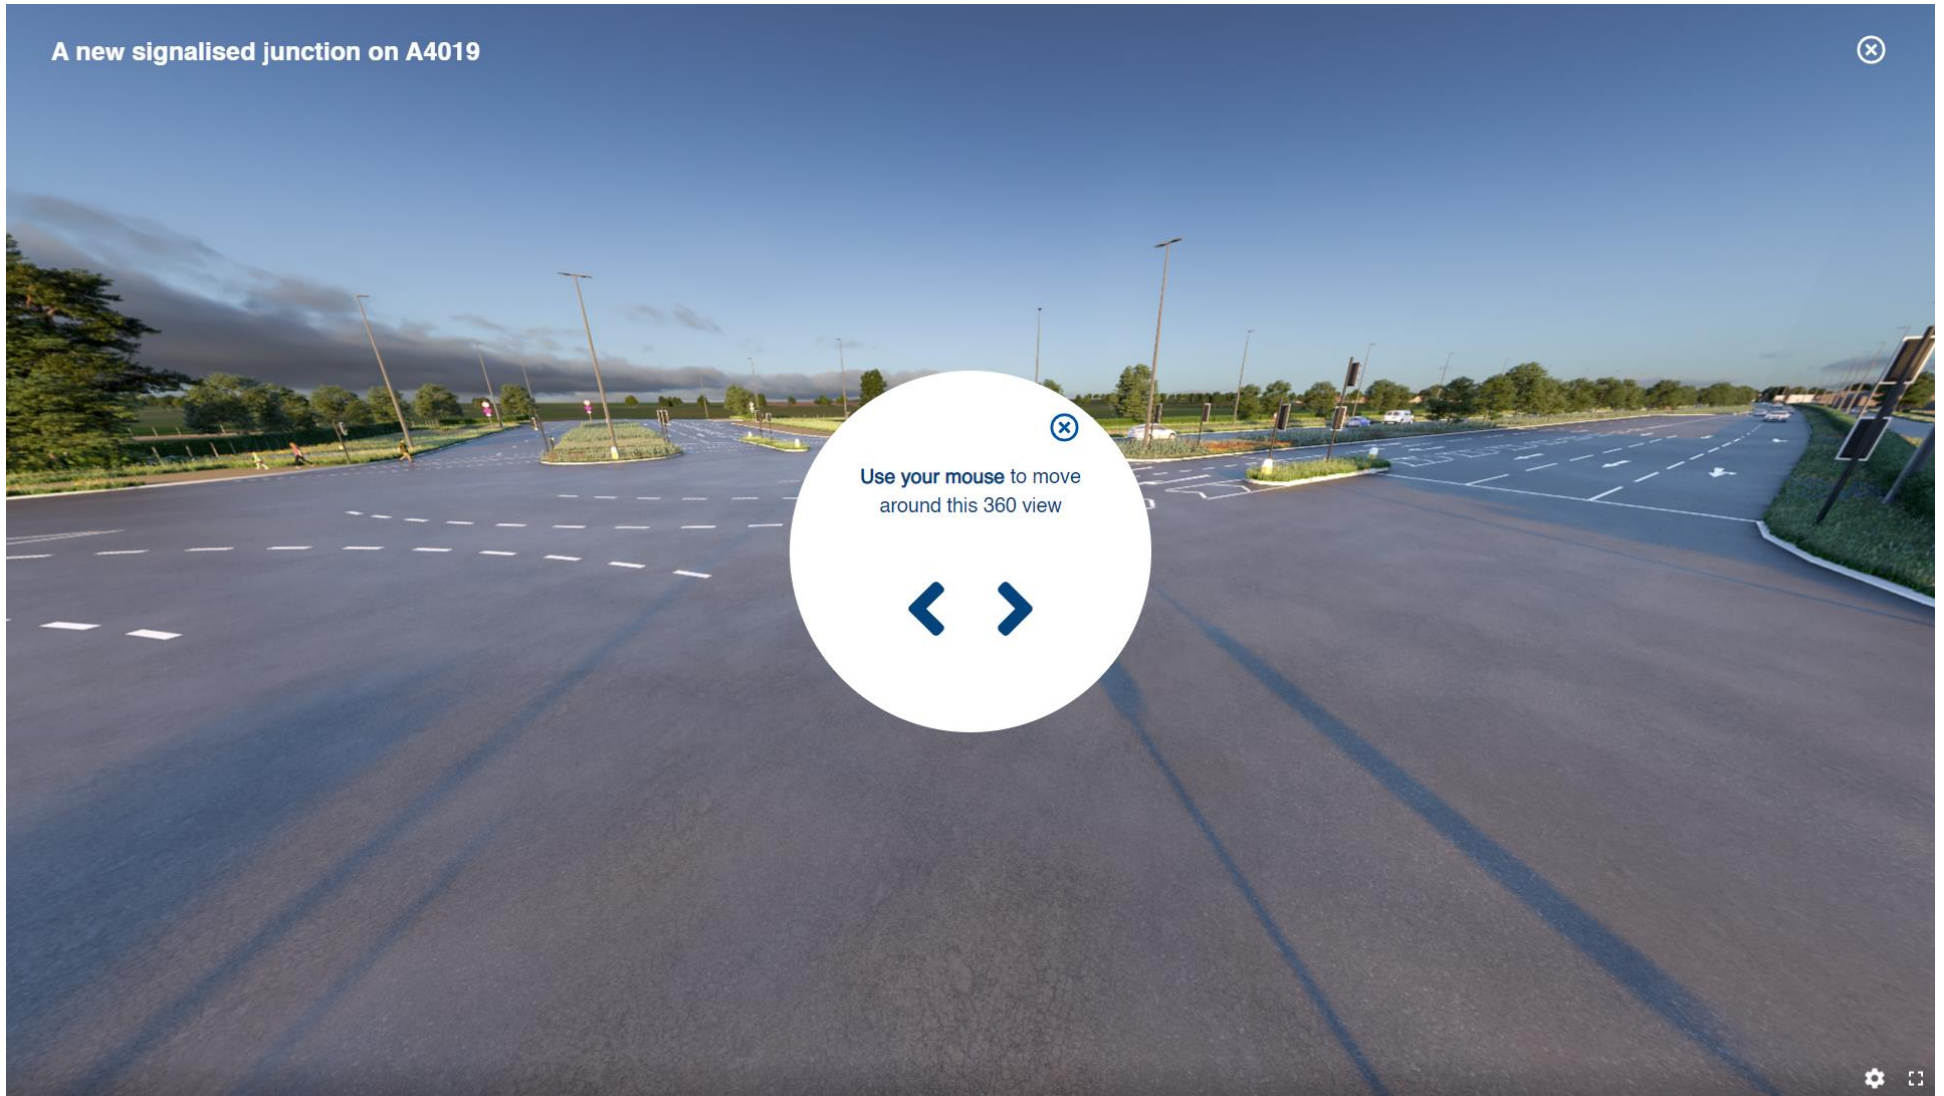 A new signalised junction on A4019
Use your mouse to move
around this 360 view